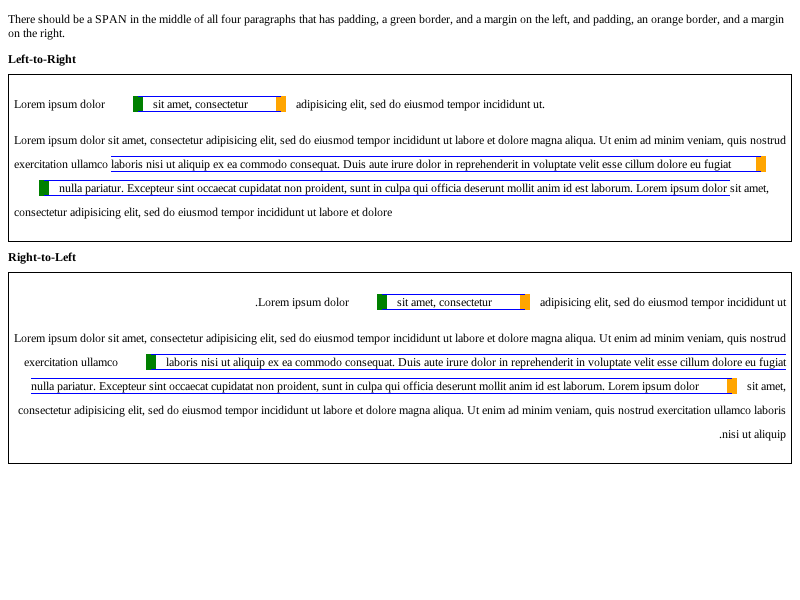 There should be a SPAN in the middle of all four paragraphs that has padding, a green border, and a margin on the left, and padding, an orange border, and a margin
on the right.
Left-to-Right
Lorem ipsum dolor sit amet, consectetur adipisicing elit, sed do eiusmod tempor incididunt ut.
Lorem ipsum dolor sit amet, consectetur adipisicing elit, sed do eiusmod tempor incididunt ut labore et dolore magna aliqua. Ut enim ad minim veniam, quis nostrud
exercitation ullamco laboris nisi ut aliquip ex ea commodo consequat. Duis aute irure dolor in reprehenderit in voluptate velit esse cillum dolore eu fugiat
nulla pariatur. Excepteur sint occaecat cupidatat non proident, sunt in culpa qui officia deserunt mollit anim id est laborum. Lorem ipsum dolor sit amet,
consectetur adipisicing elit, sed do eiusmod tempor incididunt ut labore et dolore
Right-to-Left
.Lorem ipsum dolor sit amet, consectetur adipisicing elit, sed do eiusmod tempor incididunt ut
Lorem ipsum dolor sit amet, consectetur adipisicing elit, sed do eiusmod tempor incididunt ut labore et dolore magna aliqua. Ut enim ad minim veniam, quis nostrud
exercitation ullamco laboris nisi ut aliquip ex ea commodo consequat. Duis aute irure dolor in reprehenderit in voluptate velit esse cillum dolore eu fugiat
nulla pariatur. Excepteur sint occaecat cupidatat non proident, sunt in culpa qui officia deserunt mollit anim id est laborum. Lorem ipsum dolor sit amet,
consectetur adipisicing elit, sed do eiusmod tempor incididunt ut labore et dolore magna aliqua. Ut enim ad minim veniam, quis nostrud exercitation ullamco laboris
.nisi ut aliquip